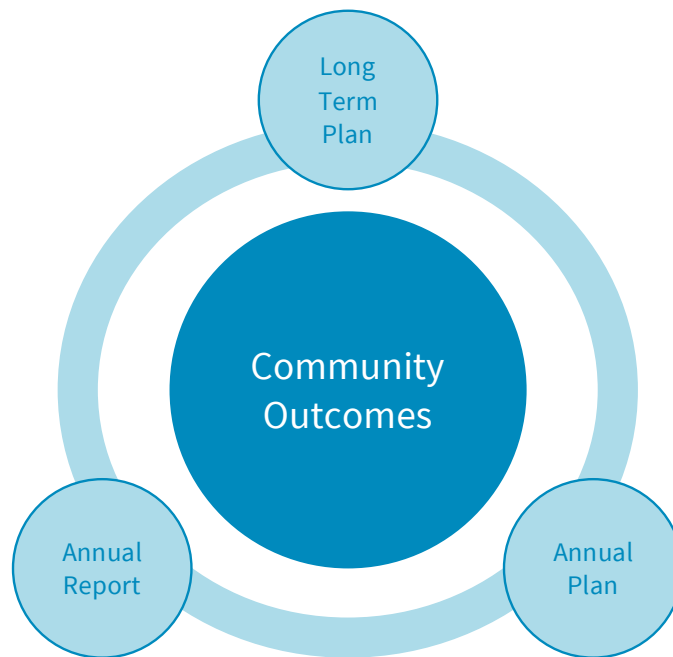 Long
Term
Plan
Community
Outcomes
Annual
Report
Annual
Plan